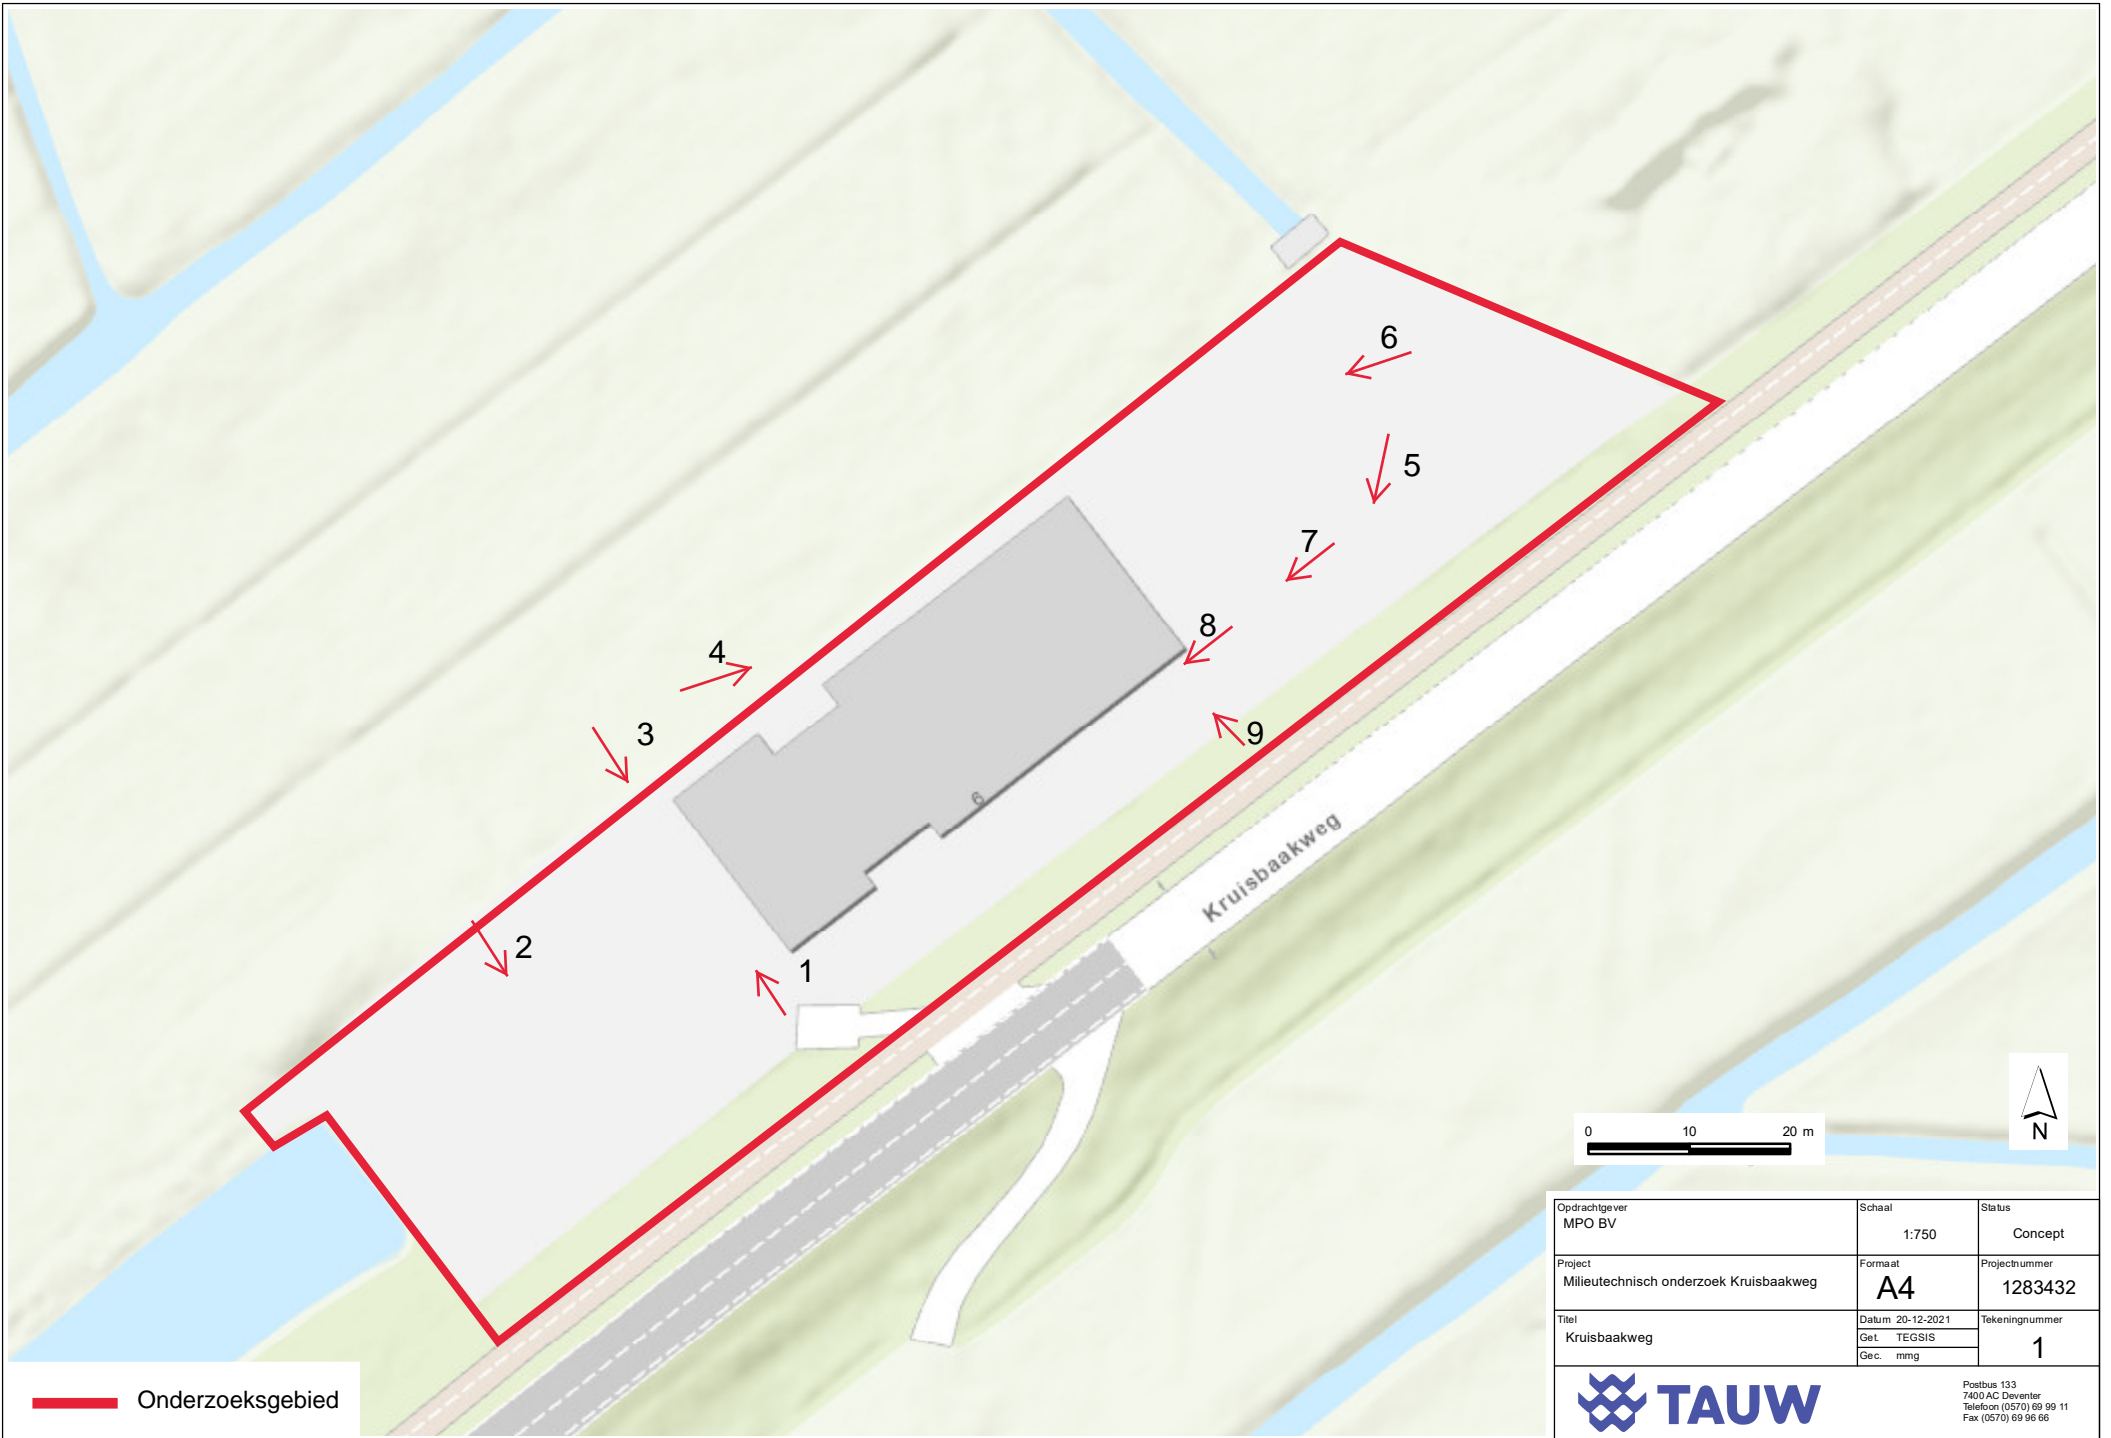 6
5
7
8
4
3
9
6
Kruisbaakweg
2
1
0 10 20 m
N
Opdrachtgever
MPO BV
Schaal
1:750
Status
Concept
Project
Milieutechnisch onderzoek Kruisbaakweg
Formaat
A4
Projectnummer
1283432
Titel
Kruisbaakweg
Datum 20-12-2021
Get. TEGSIS
Gec. mmg
Tekeningnummer
1
Onderzoeksgebied
TAUW
Postbus 133
7400 AC Deventer
Telefoon (0570) 69 99 11
Fax (0570) 69 96 66